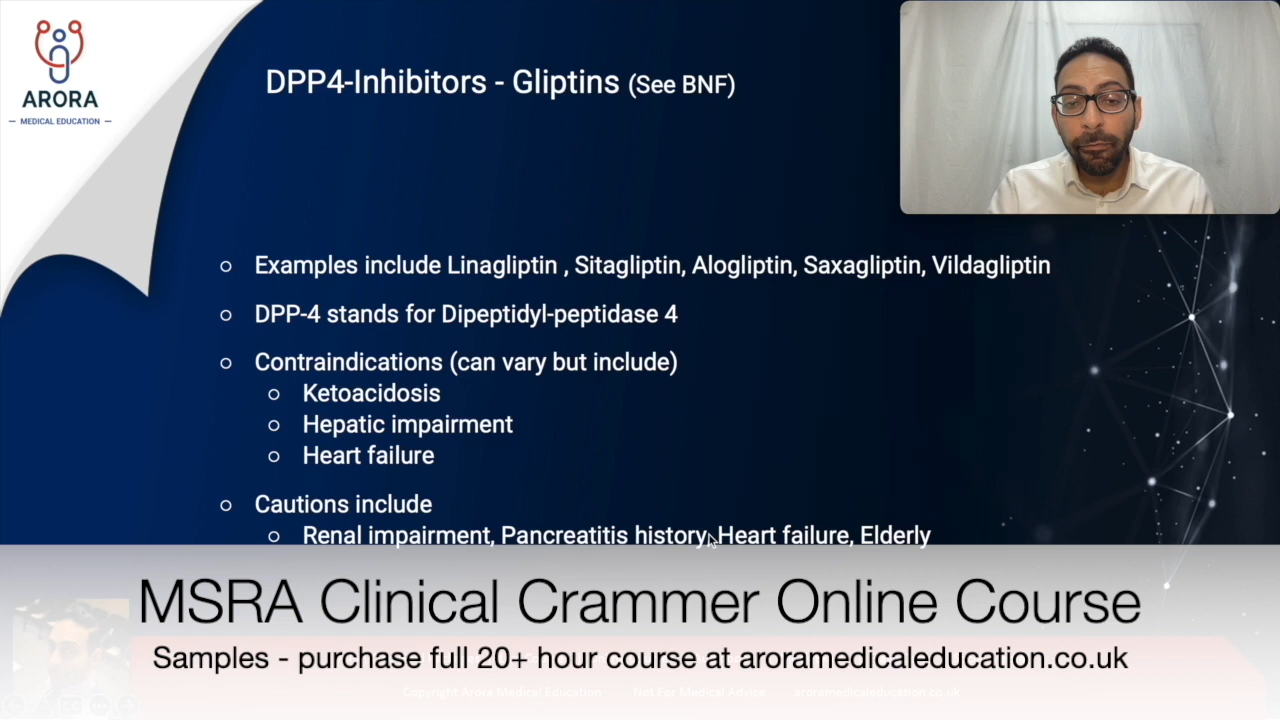 ARORA
MEDICAL EDUCATION
DPP4-Inhibitors - Gliptins (See BNF)
Examples include Linagliptin , Sitagliptin, Alogliptin, Saxagliptin, Vildagliptin
DPP-4 stands for Dipeptidyl-peptidase 4
Contraindications (can vary but include)
Ketoacidosis
Hepatic impairment
Heart failure
Cautions include
Renal impairment, Pancreatitis history, Heart failure, Elderly
MSRA Clinical Crammer Online Course
Samples - purchase full 20+ hour course at aroramedicaleducation.co.uk
Copyright Arora Medical Education Not For Medical Advice aroramedicaleducation.co.uk